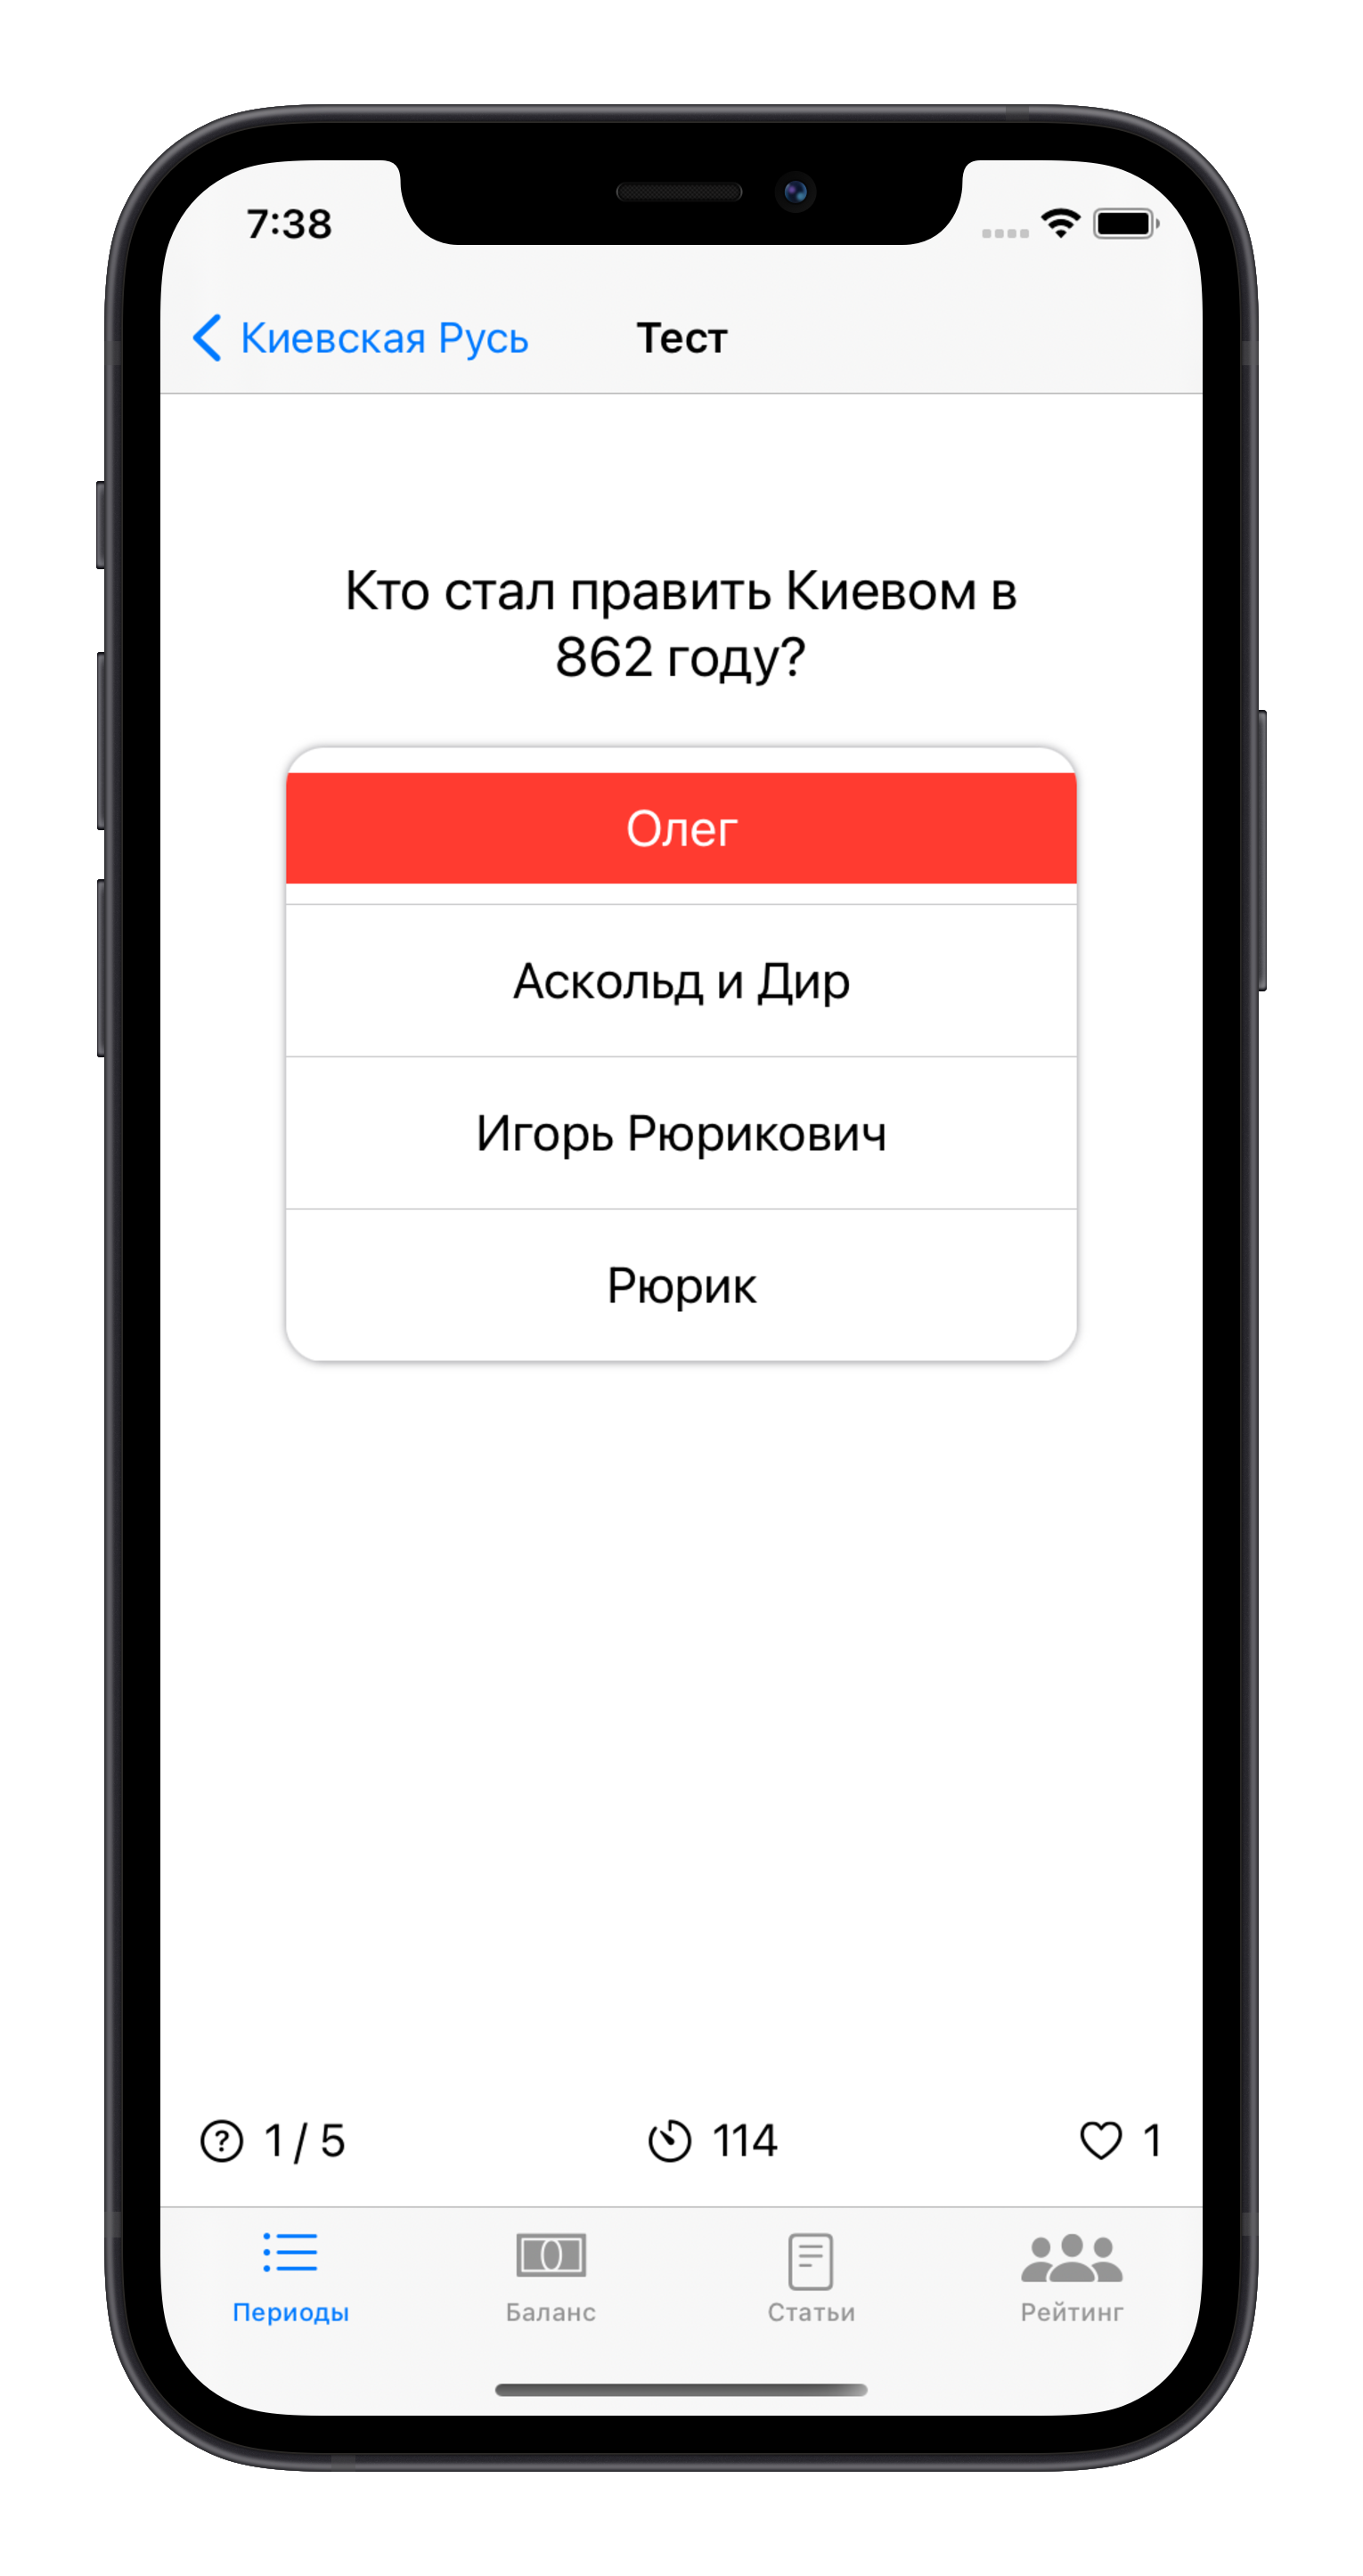 7:38
Киевская Русь
Тест
Кто стал править Киевом в
862 году?
Олег
Аскольд и Дир
Игорь Рюрикович
Рюрик
? 1 / 5
114
1
Периоды
Баланс
Статьи
Рейтинг